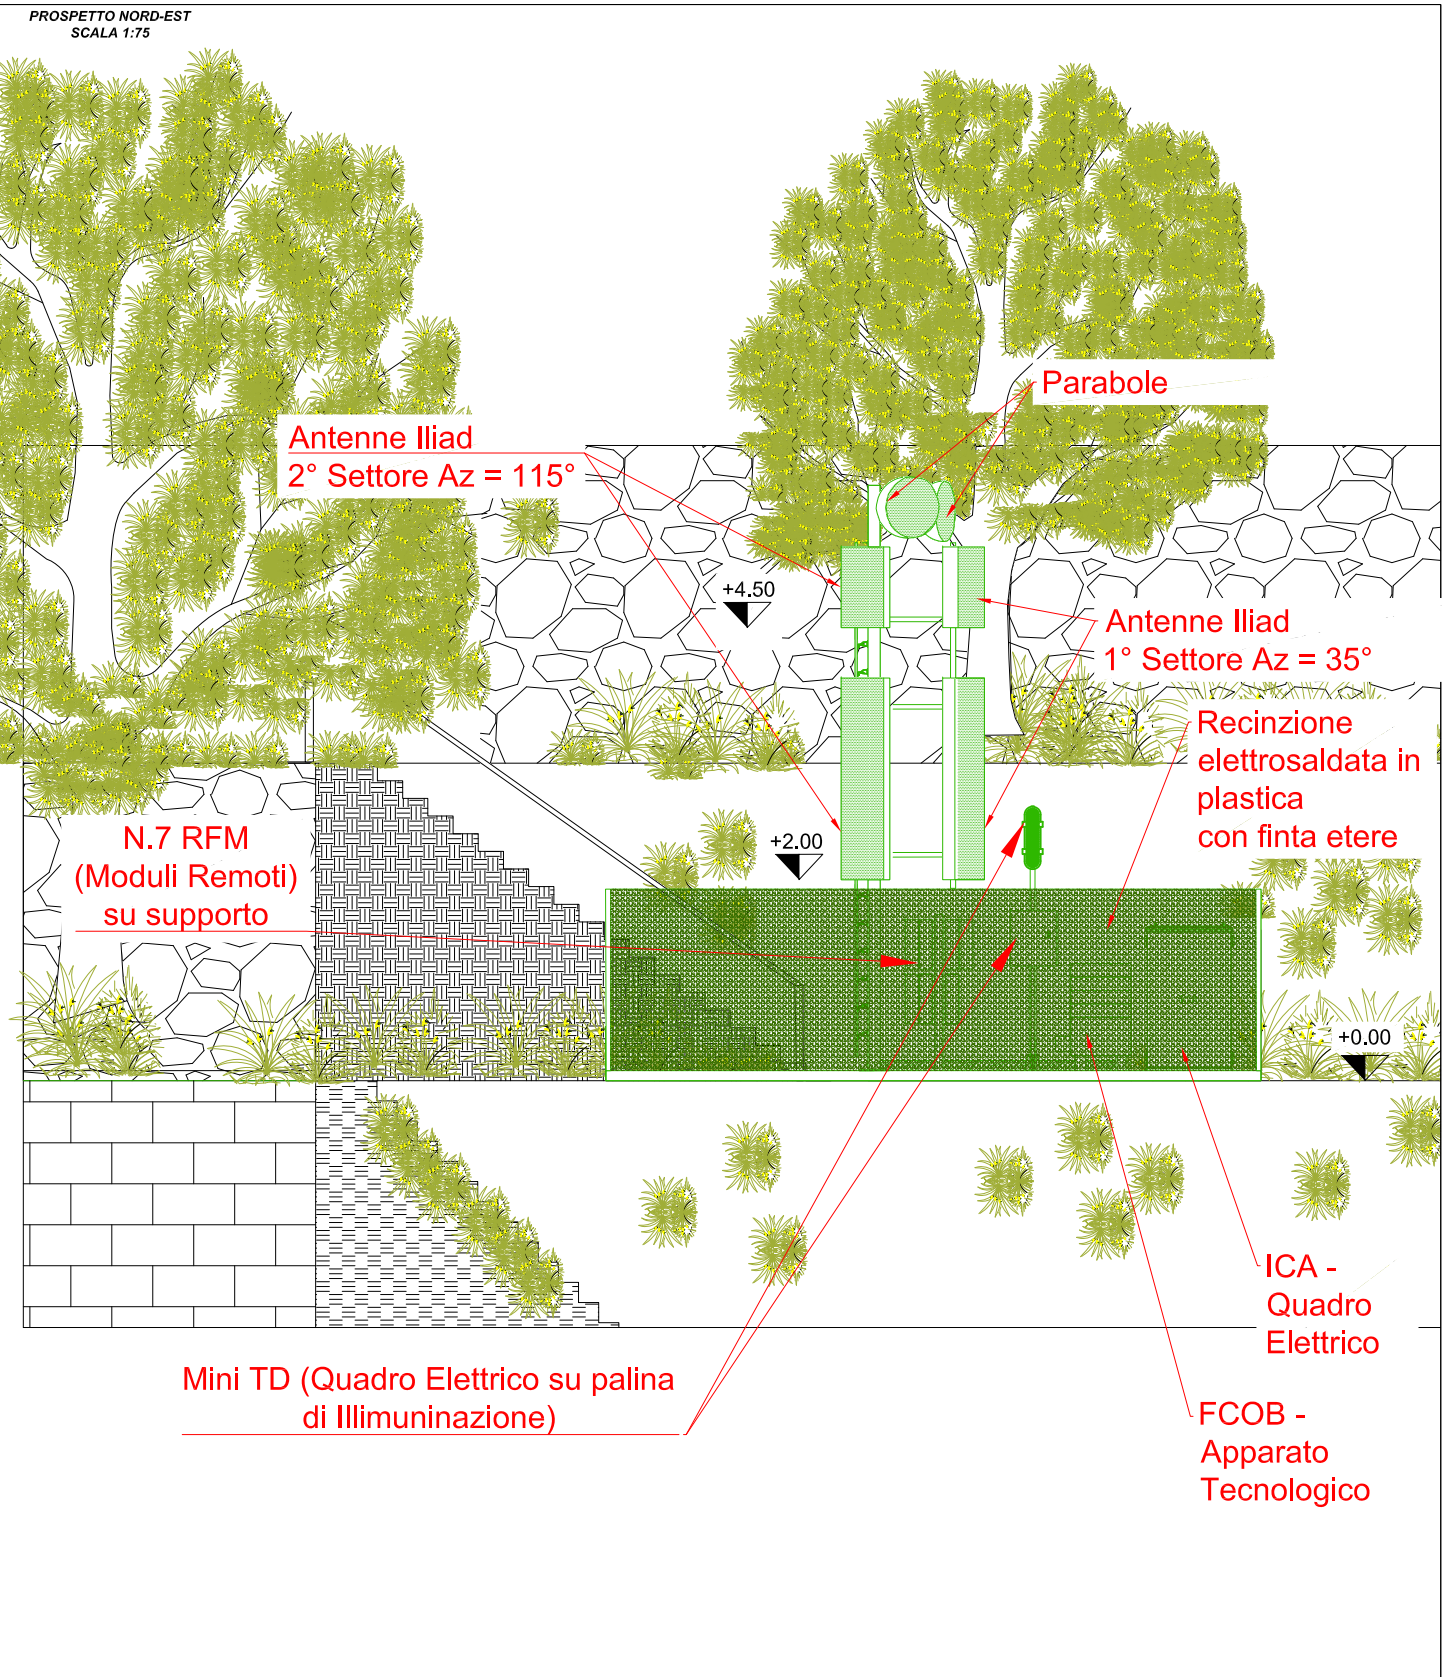 PROSPETTO NORD-EST
SCALA 1:75
Parabole
Antenne Iliad
2° Settore Az = 115°
+4.50
Antenne Iliad
1° Settore Az = 35°
Recinzione
elettrosaldata in
plastica
con finta etere
+2.00
N.7 RFM
(Moduli Remoti)
su supporto
+0.00
ICA -
Quadro
Elettrico
Mini TD (Quadro Elettrico su palina
di Illimuninazione)
FCOB -
Apparato
Tecnologico